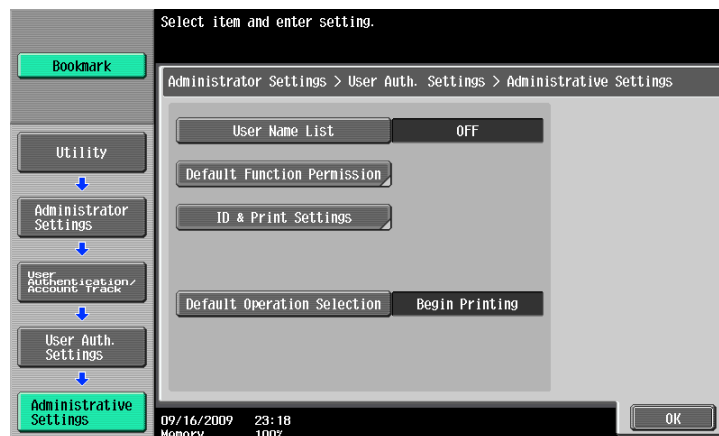 Select item and enter setting.
Bookmark
Administrator Settings > User Auth. Settings > Administrative Settings
User Name List
OFF
Default Function Permission
ID & Print Settings
Default Operation Selection
Begin Printing
Utility
Administrator
Settings
User
Authentication/
Account Track
User Auth.
Settings
Administrative
Settings
09/16/2009 23:18
Memory 100%
OK